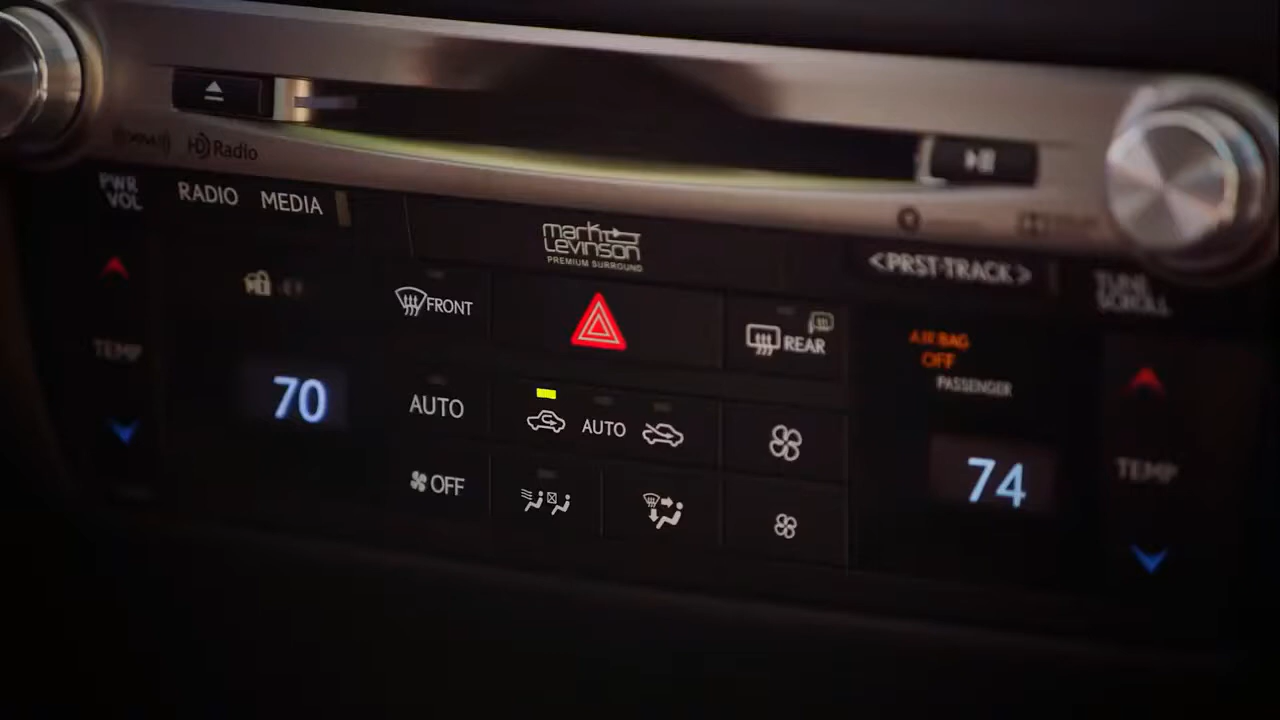 HD Radio
PWR
VOL
RADIO
MEDIA
mark
Levinson
PREMIUM SURROUND
<PRST·TRACK>
TUNE
SCROLL
FRONT
REAR
AIR BAG
OFF
PASSENGER
TEMP
70
AUTO
AUTO
OFF
74
TEMP